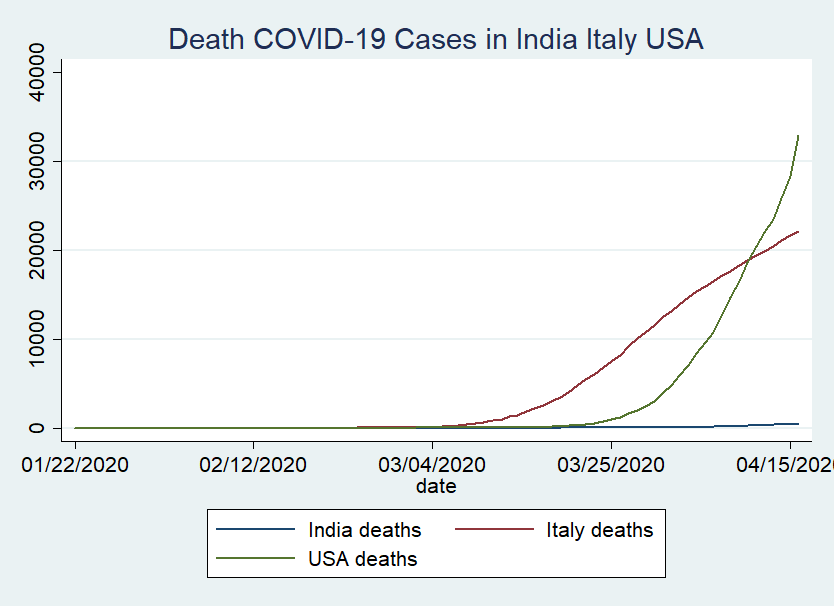 Death COVID-19 Cases in India Italy USA
40000
30000
20000
10000
0
01/22/2020 02/12/2020 03/04/2020 03/25/2020 04/15/2020
date
India deaths Italy deaths
USA deaths